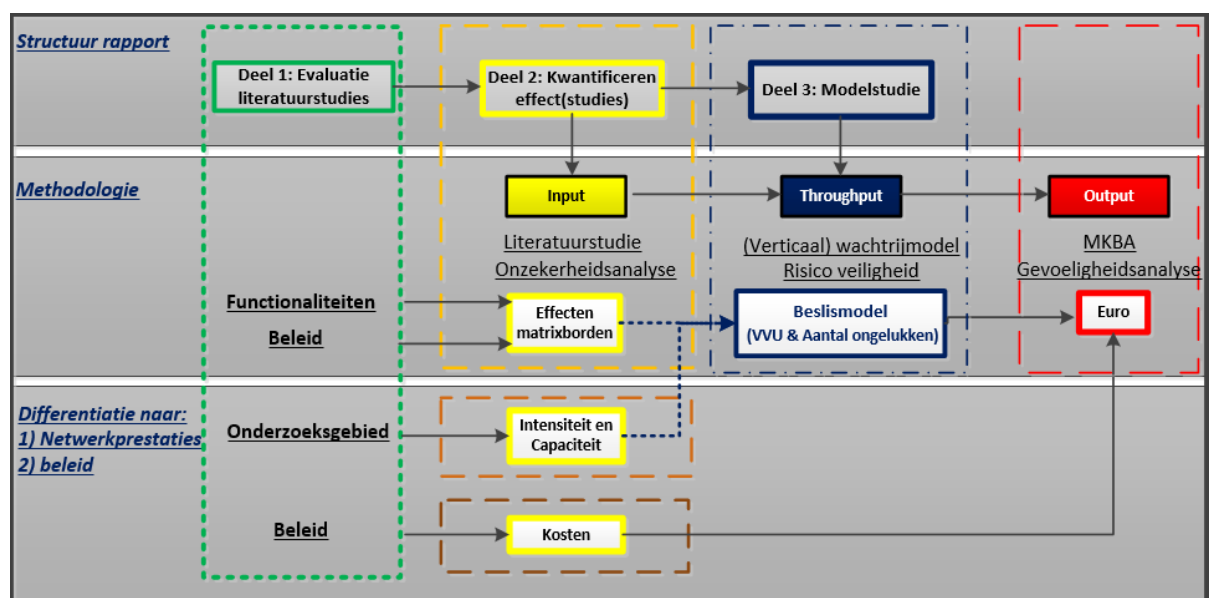 Structuur rapport
Deel 1: Evaluatie
literatuurstudies
Deel 2: Kwantificeren
effect(studies)
Deel 3: Modelstudie
Methodologie
Input
Throughput
Output
Literatuurstudie
Onzekerheidsanalyse
(Verticaal) wachtrijmodel
Risico veiligheid
MKBA
Gevoeligheidsanalyse
Functionaliteiten
Beleid
Effecten
matrixborden
Beslismodel
(VVU & Aantal ongelukken)
Euro
Differentiatie naar:
1) Netwerkprestaties
2) beleid
Onderzoeksgebied
Intensiteit en
Capaciteit
Beleid
Kosten